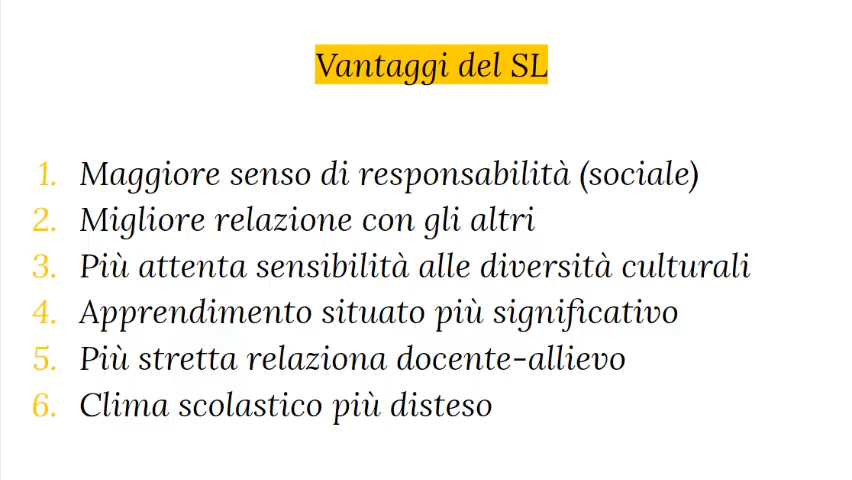 Vantaggi del SL
1. Maggiore senso di responsabilità (sociale)
2. Migliore relazione con gli altri
3. Più attenta sensibilità alle diversità culturali
4. Apprendimento situato più significativo
5. Più stretta relaziona docente-allievo
6. Clima scolastico più disteso